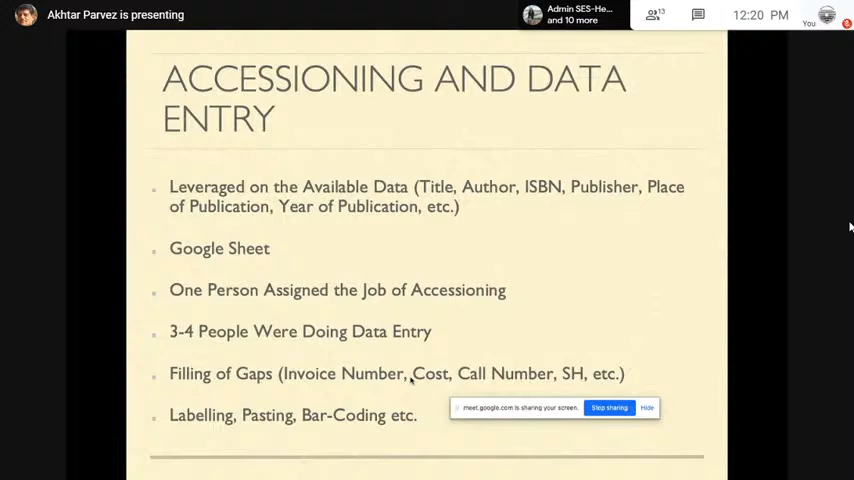 Akhtar Parvez is presenting
Admin SES-He...
and 10 more
13
12:20 PM
You
ACCESSIONING AND DATA
ENTRY
Leveraged on the Available Data (Title, Author, ISBN, Publisher, Place
of Publication, Year of Publication, etc.)
Google Sheet
One Person Assigned the Job of Accessioning
3-4 People Were Doing Data Entry
Filling of Gaps (Invoice Number, Cost, Call Number, SH, etc.)
meet.google.com is sharing your screen.
Stop sharing
Hide
Labelling, Pasting, Bar-Coding etc.